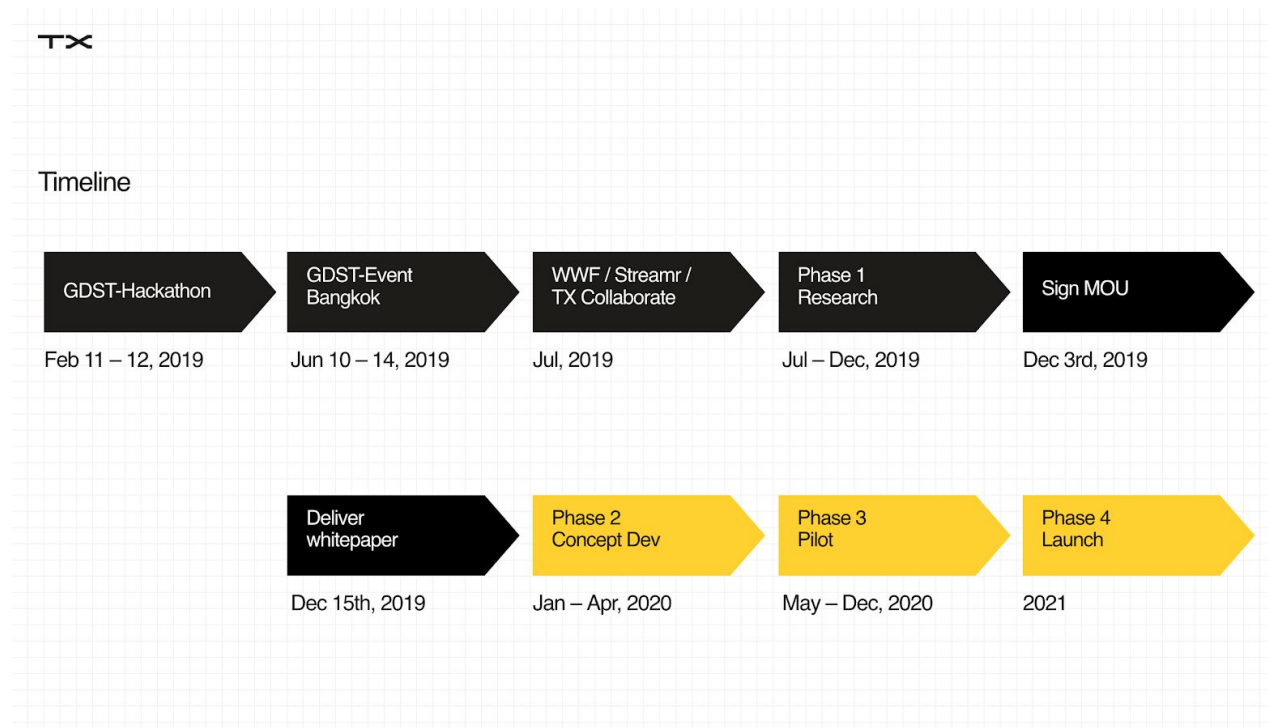 TX
Timeline
GDST-Hackathon
Feb 11 – 12, 2019
GDST-Event
Bangkok
Jun 10 – 14, 2019
WWF / Streamr /
TX Collaborate
Jul, 2019
Phase 1
Research
Jul – Dec, 2019
Sign MOU
Dec 3rd, 2019
Deliver
whitepaper
Dec 15th, 2019
Phase 2
Concept Dev
Jan – Apr, 2020
Phase 3
Pilot
May – Dec, 2020
Phase 4
Launch
2021